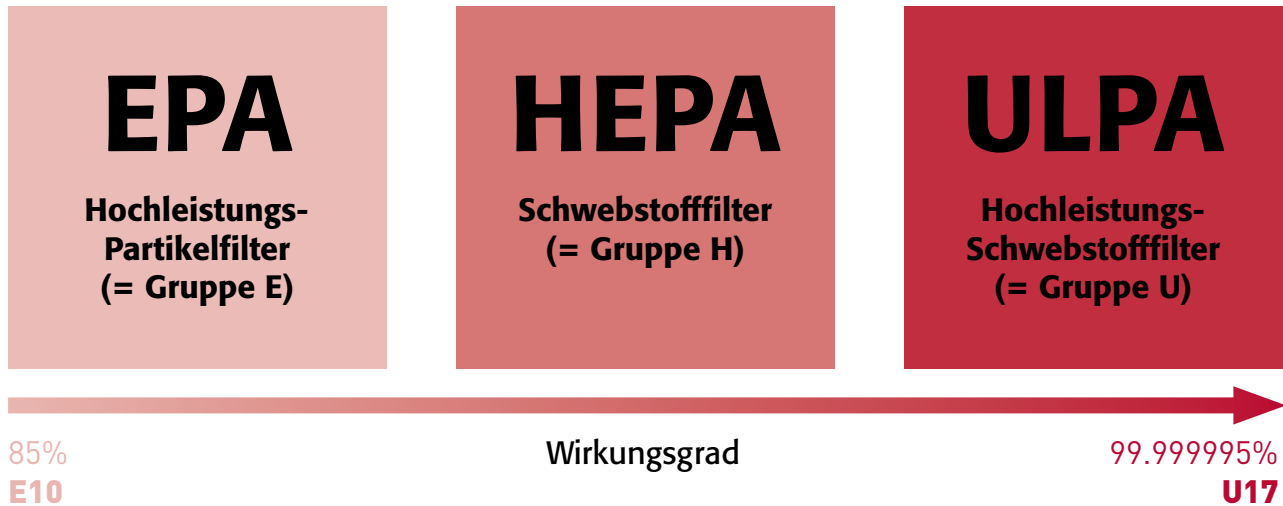 EPA
Hochleistungs-
Partikelfilter
(= Gruppe E)
HEPA
Schwebstofffilter
(= Gruppe H)
ULPA
Hochleistungs-
Schwebstofffilter
(= Gruppe U)
85%
E10
Wirkungsgrad
99.999995%
U17